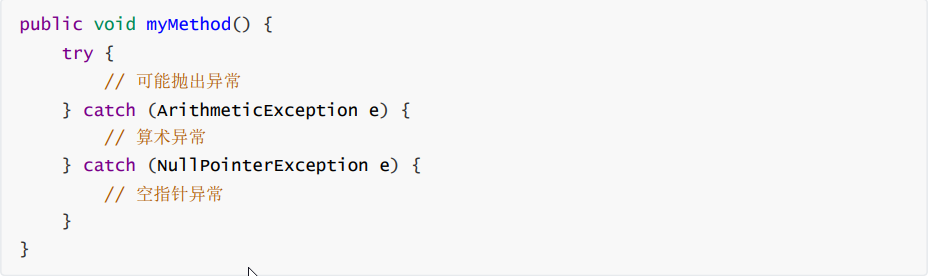 public void myMethod() {
    try {
        // 可能抛出异常
    } catch (ArithmeticException e) {
        // 算术异常
    } catch (NullPointerException e) {
        // 空指针异常
    }
}